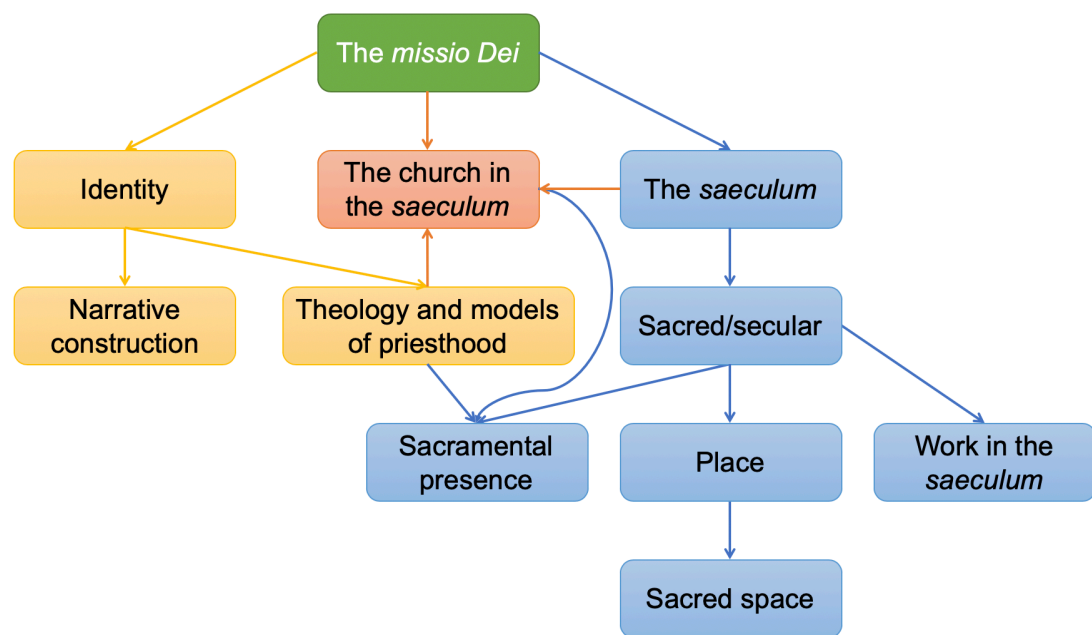 The missio Dei
Identity
The church in
the saeculum
The saeculum
Narrative
construction
Theology and models
of priesthood
Sacred/secular
Sacramental
presence
Place
Work in the
saeculum
Sacred space